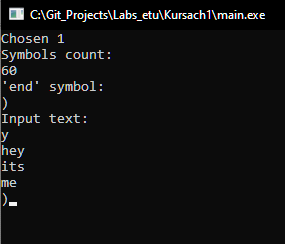 C:\Git_Projects\Labs_etu\Kursach1\main.exe
Chosen 1
Symbols count:
60
'end' symbol:
)
Input text:
y
hey
its
me
)